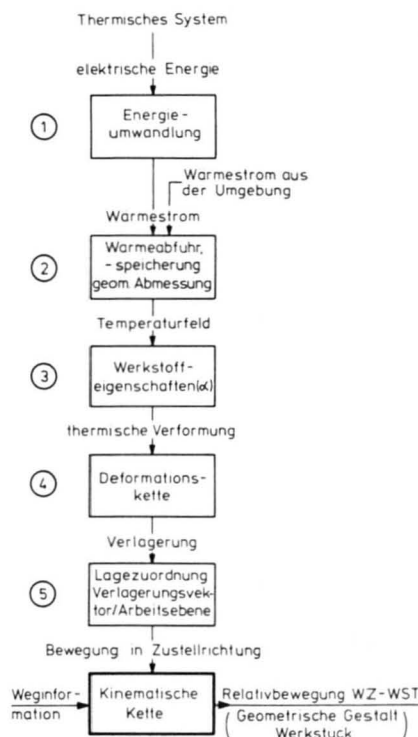 Thermisches System
elektrische Energie
1
Energie-
umwandlung
Warmestrom aus
der Umgebung
Warmestrom
2
Warmeabfuhr,
-speicherung
geom. Abmessung
Temperaturfeld
3
Werkstoff-
eigenschaften(α)
thermische Verformung
4
Deformations-
kette
Verlagerung
5
Lagezuordnung
Verlagerungsvek-
tor/Arbeitsebene
Bewegung in Zustellrichtung
Weginfor-
mation
Kinematische
Kette
Relativbewegung WZ-WST
(Geometrische Gestalt
Werkstuck)